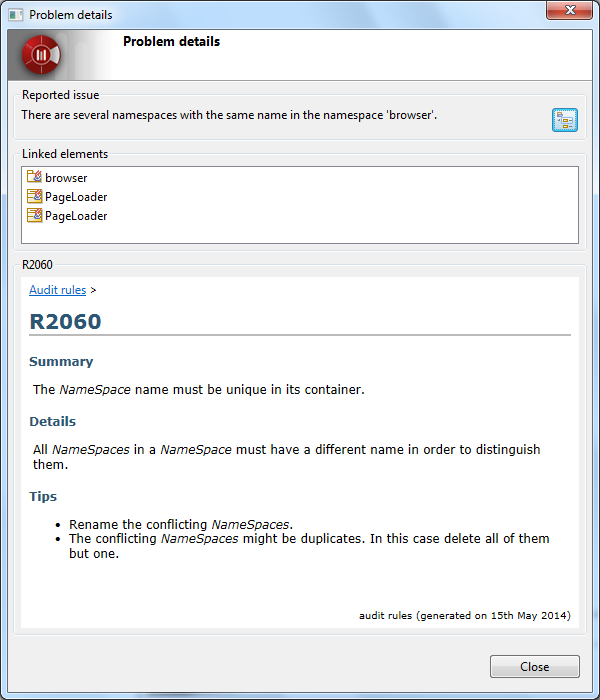 Problem details
Problem details
Reported issue
There are several namespaces with the same name in the namespace 'browser'.
Linked elements
browser
PageLoader
PageLoader
R2060
Audit rules >
R2060
Summary
The NameSpace name must be unique in its container.
Details
All NameSpaces in a NameSpace must have a different name in order to distinguish
them.
Tips
• Rename the conflicting NameSpaces.
• The conflicting NameSpaces might be duplicates. In this case delete all of them
but one.
audit rules (generated on 15th May 2014)
Close